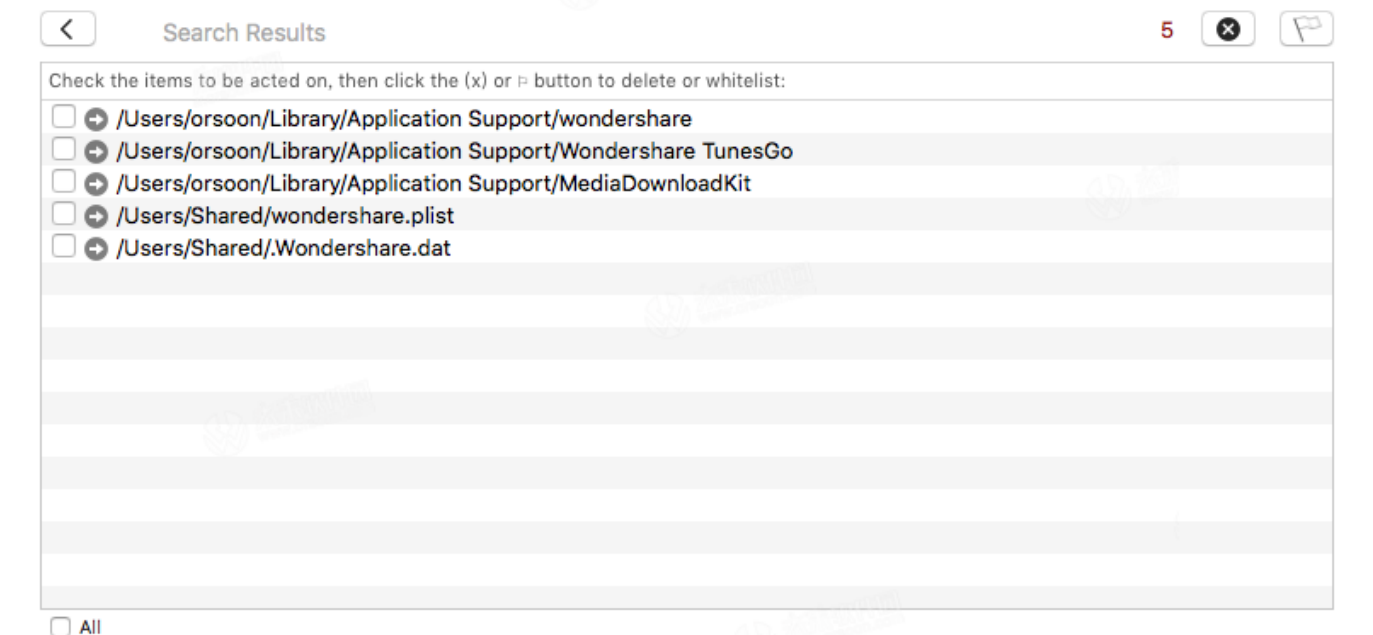 Search Results
5
Check the items to be acted on, then click the (x) or ⚐ button to delete or whitelist:
/Users/orsoon/Library/Application Support/wondershare
/Users/orsoon/Library/Application Support/Wondershare TunesGo
/Users/orsoon/Library/Application Support/MediaDownloadKit
/Users/Shared/wondershare.plist
/Users/Shared/.Wondershare.dat
All